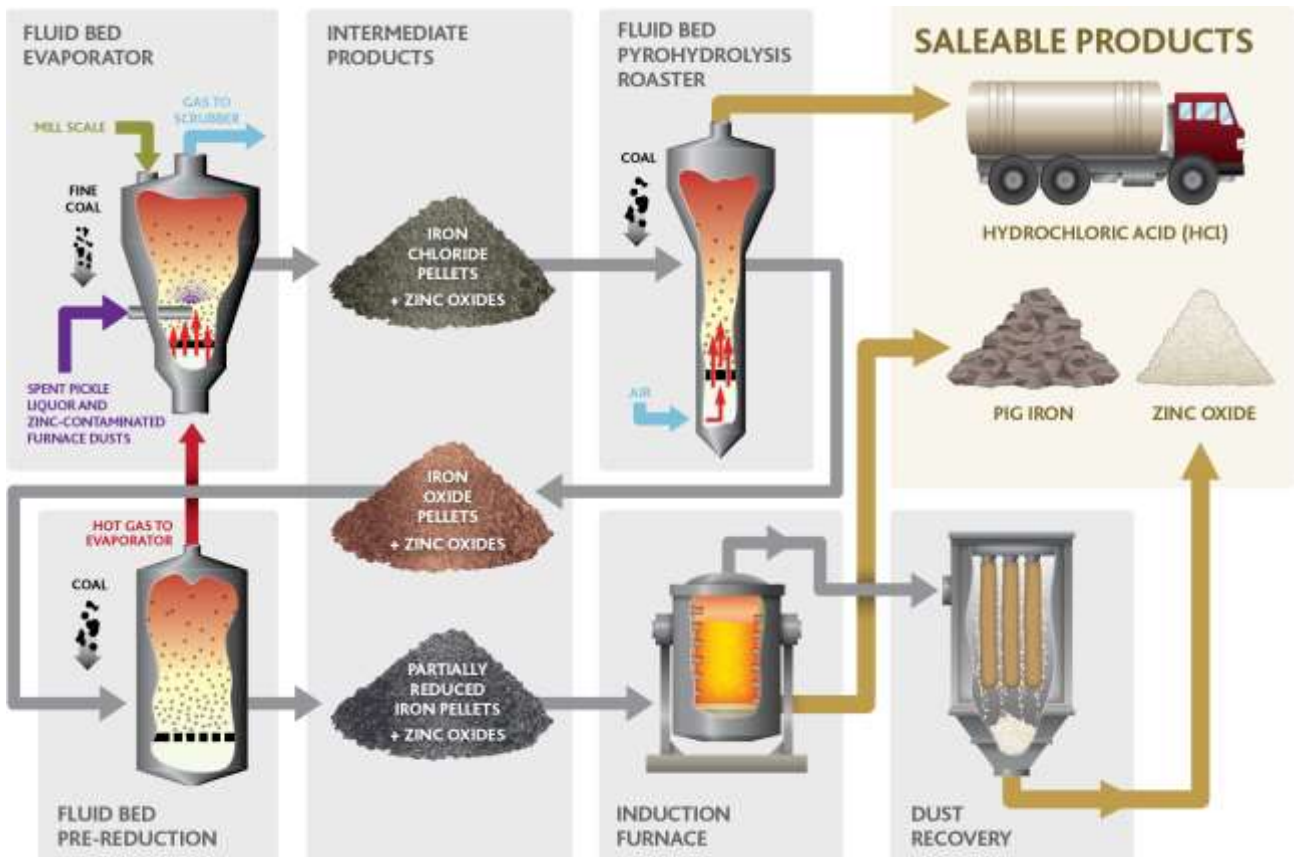 FLUID BED
EVAPORATOR
INTERMEDIATE
PRODUCTS
FLUID BED
PYROHYDROLYSIS
ROASTER
SALEABLE PRODUCTS
GAS TO
SCRUBBER
MILL SCALE
FINE
COAL
COAL
IRON
CHLORIDE
PELLETS
+ ZINC OXIDES
HYDROCHLORIC ACID (HCl)
SPENT PICKLE
LIQUOR AND
ZINC-CONTAMINATED
FURNACE DUSTS
AIR
PIG IRON
ZINC OXIDE
IRON
OXIDE
PELLETS
+ ZINC OXIDES
HOT GAS TO
EVAPORATOR
COAL
PARTIALLY
REDUCED
IRON PELLETS
+ ZINC OXIDES
FLUID BED
PRE-REDUCTION
INDUCTION
FURNACE
DUST
RECOVERY